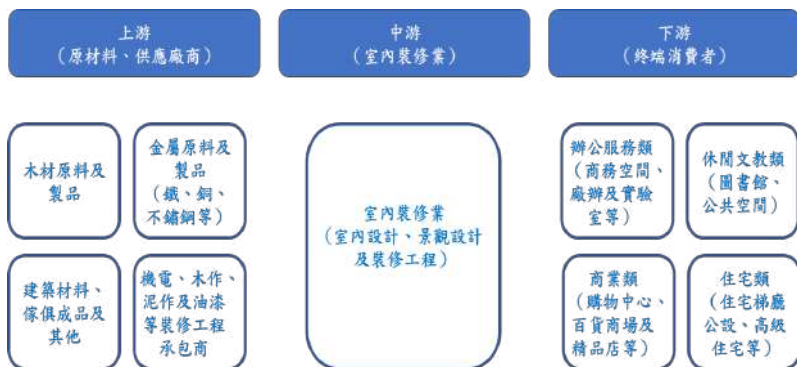 上游
（原材料、供應廠商）
中游
（室內裝修業）
下游
（終端消費者）
木材原料及
製品
金屬原料及
製品
（鐵、銅、
不鏽鋼等）
建築材料、
傢俱成品及
其他
機電、木作、
泥作及油漆
等裝修工程
承包商
室內裝修業
（室內設計、景觀設計
及裝修工程）
辦公服務類
（商務空間、
廠辦及實驗
室等）
休閒文教類
（圖書館、
公共空間）
商業類
（購物中心、
百貨商場及
精品店等）
住宅類
（住宅梯廳
公設、高級
住宅等）